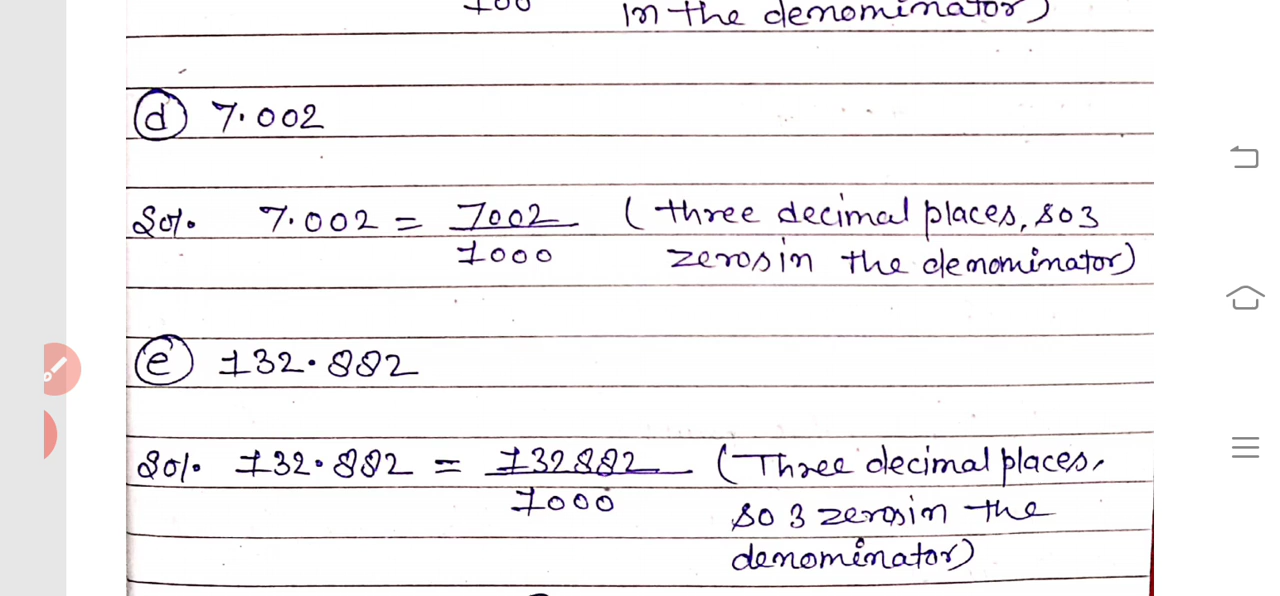 100 in the denominator)
(d) 7.002
Sol. 7.002 = 7002 (three decimal places, so 3
1000 zeros in the denominator)
(e) 132.882
Sol. 132.882 = 132882 (Three decimal places,
1000 so 3 zeros in the
denominator)